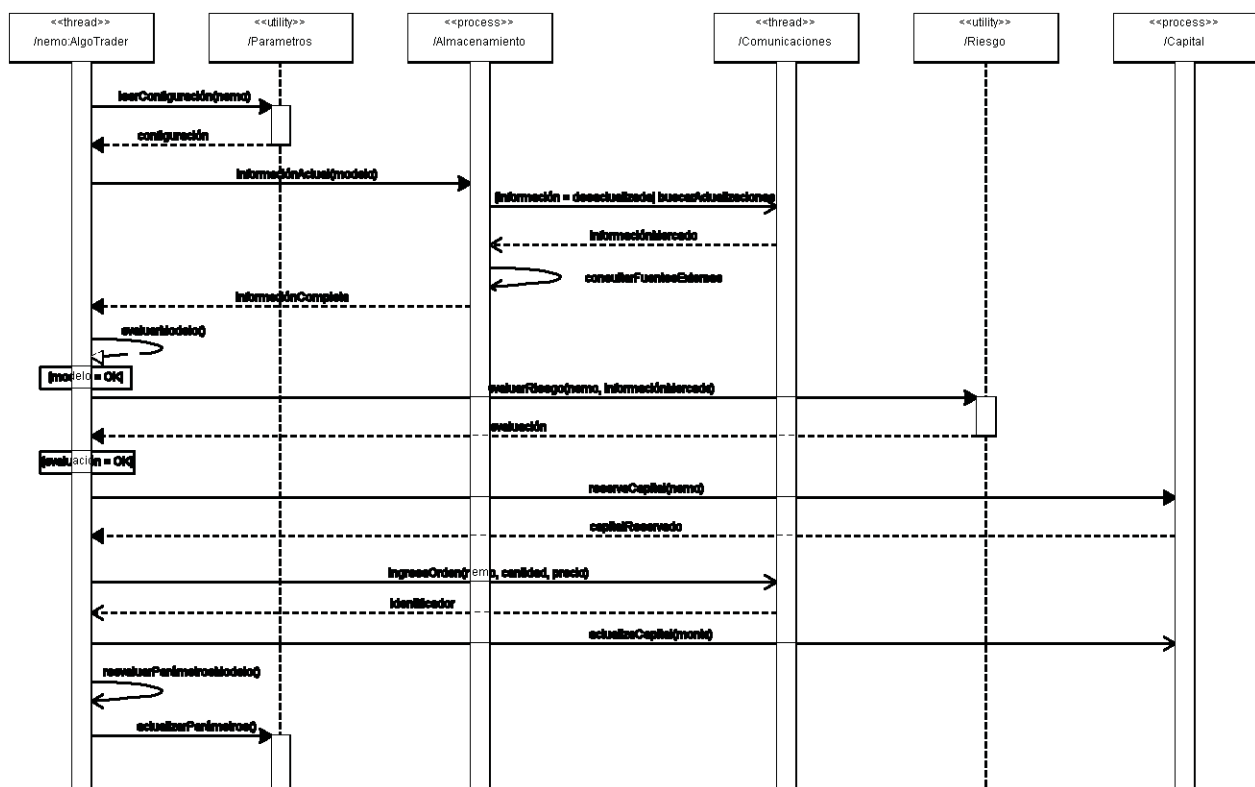 <<thread>>
/nemo:AlgoTrader
<<utility>>
/Parametros
<<process>>
/Almacenamiento
<<thread>>
/Comunicaciones
<<utility>>
/Riesgo
<<process>>
/Capital
leerConfiguración(nemo)
configuración
informaciónActual(modelo)
[información = desactualizada] buscarActualizaciones
informaciónMercado
consultarFuentesExternas
informaciónCompleta
evaluarModelo()
[modelo = OK]
evaluarRiesgo(nemo, informaciónMercado)
evaluación
[evaluación = OK]
reservaCapital(nemo)
capitalReservado
ingresaOrden(nemo, cantidad, precio)
identificador
actualizaCapital(monto)
reevaluarParámetrosModelo()
actualizarParámetros()